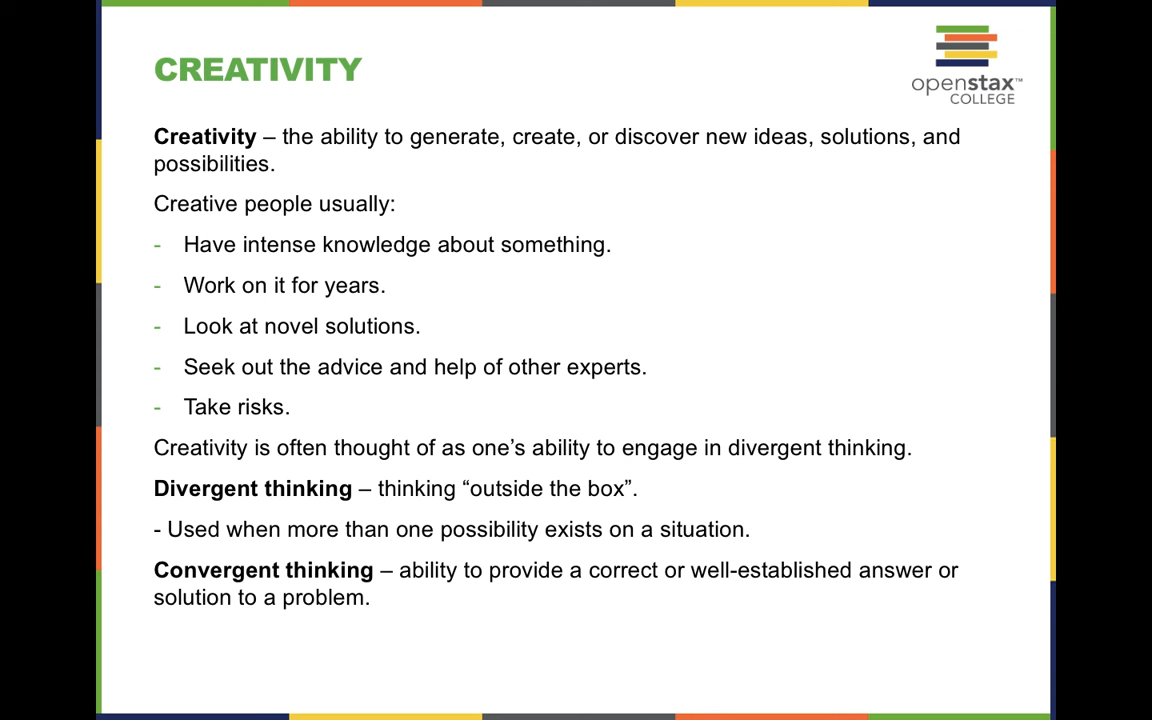 CREATIVITY
openstax™
COLLEGE
Creativity – the ability to generate, create, or discover new ideas, solutions, and
possibilities.
Creative people usually:
- Have intense knowledge about something.
- Work on it for years.
- Look at novel solutions.
- Seek out the advice and help of other experts.
- Take risks.
Creativity is often thought of as one’s ability to engage in divergent thinking.
Divergent thinking – thinking “outside the box”.
- Used when more than one possibility exists on a situation.
Convergent thinking – ability to provide a correct or well-established answer or
solution to a problem.